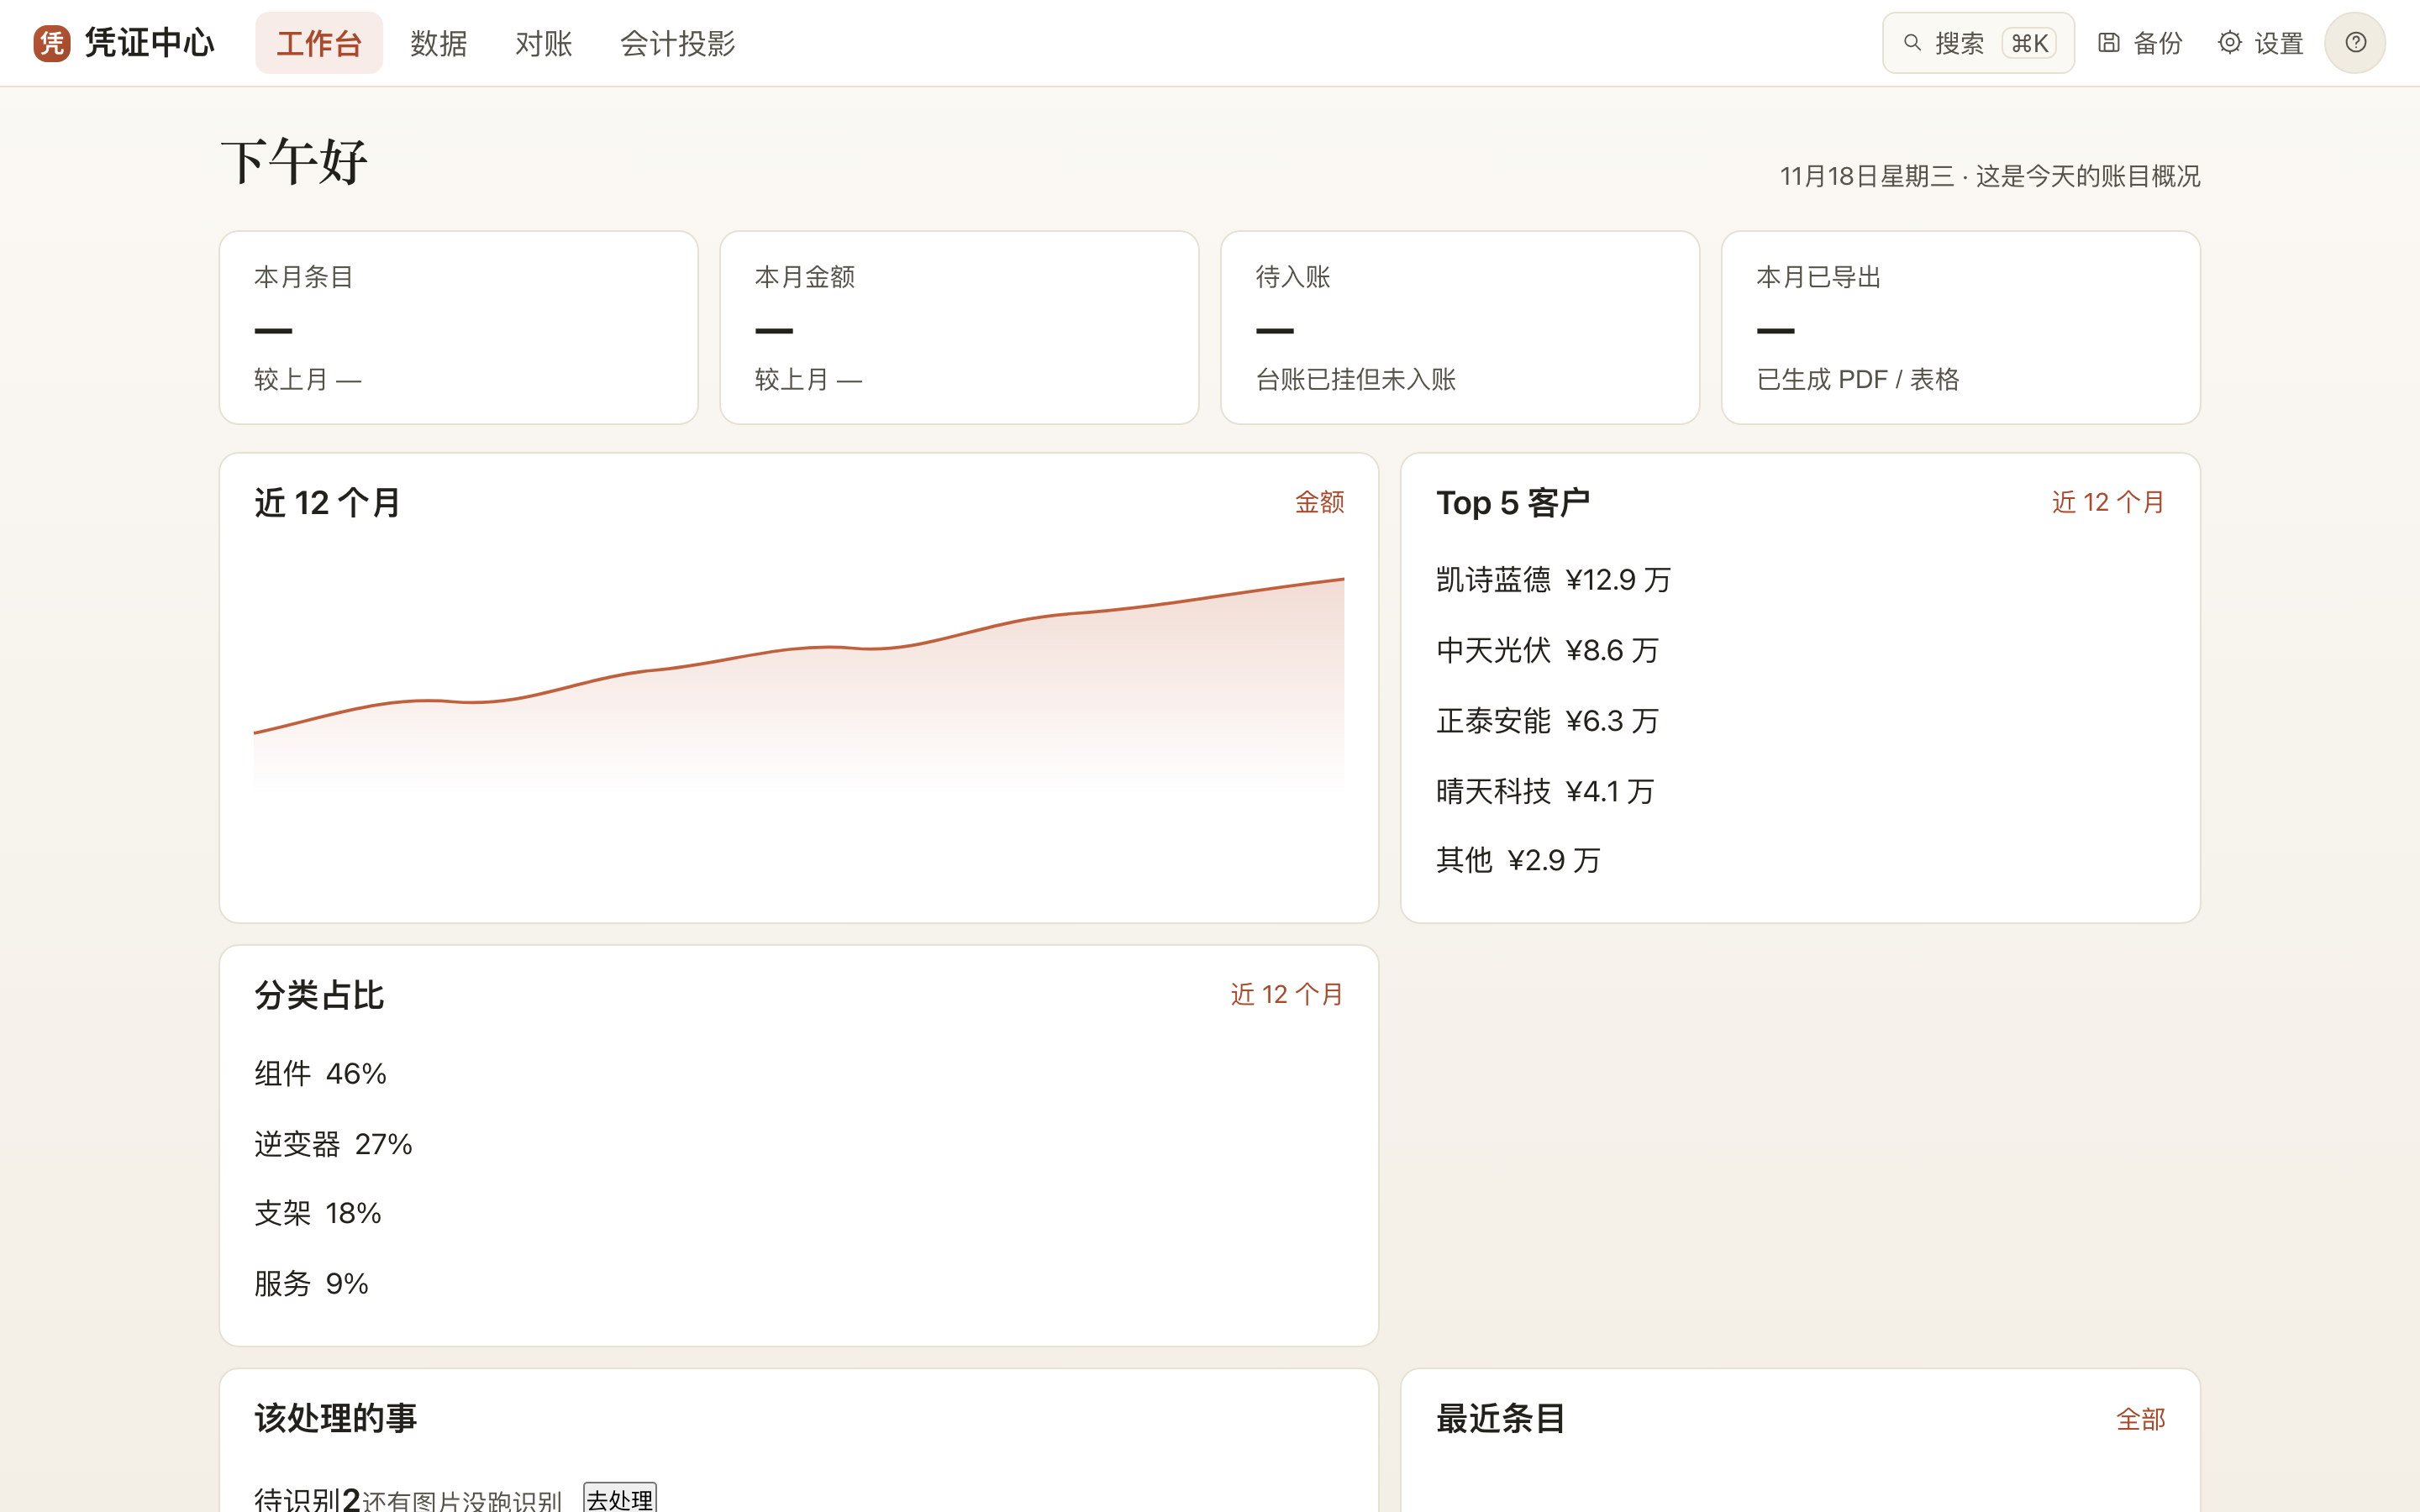 凭 凭证中心 工作台 数据 对账 会计投影 搜索 ⌘K 备份 设置
下午好
11月18日星期三 · 这是今天的账目概况
本月条目
—
较上月 —
本月金额
—
较上月 —
待入账
—
台账已挂但未入账
本月已导出
—
已生成 PDF / 表格
近 12 个月 金额
Top 5 客户 近 12 个月
凯诗蓝德 ¥12.9 万
中天光伏 ¥8.6 万
正泰安能 ¥6.3 万
晴天科技 ¥4.1 万
其他 ¥2.9 万
分类占比 近 12 个月
组件 46%
逆变器 27%
支架 18%
服务 9%
该处理的事
待识别2还有图片没跑识别 去处理
最近条目 全部